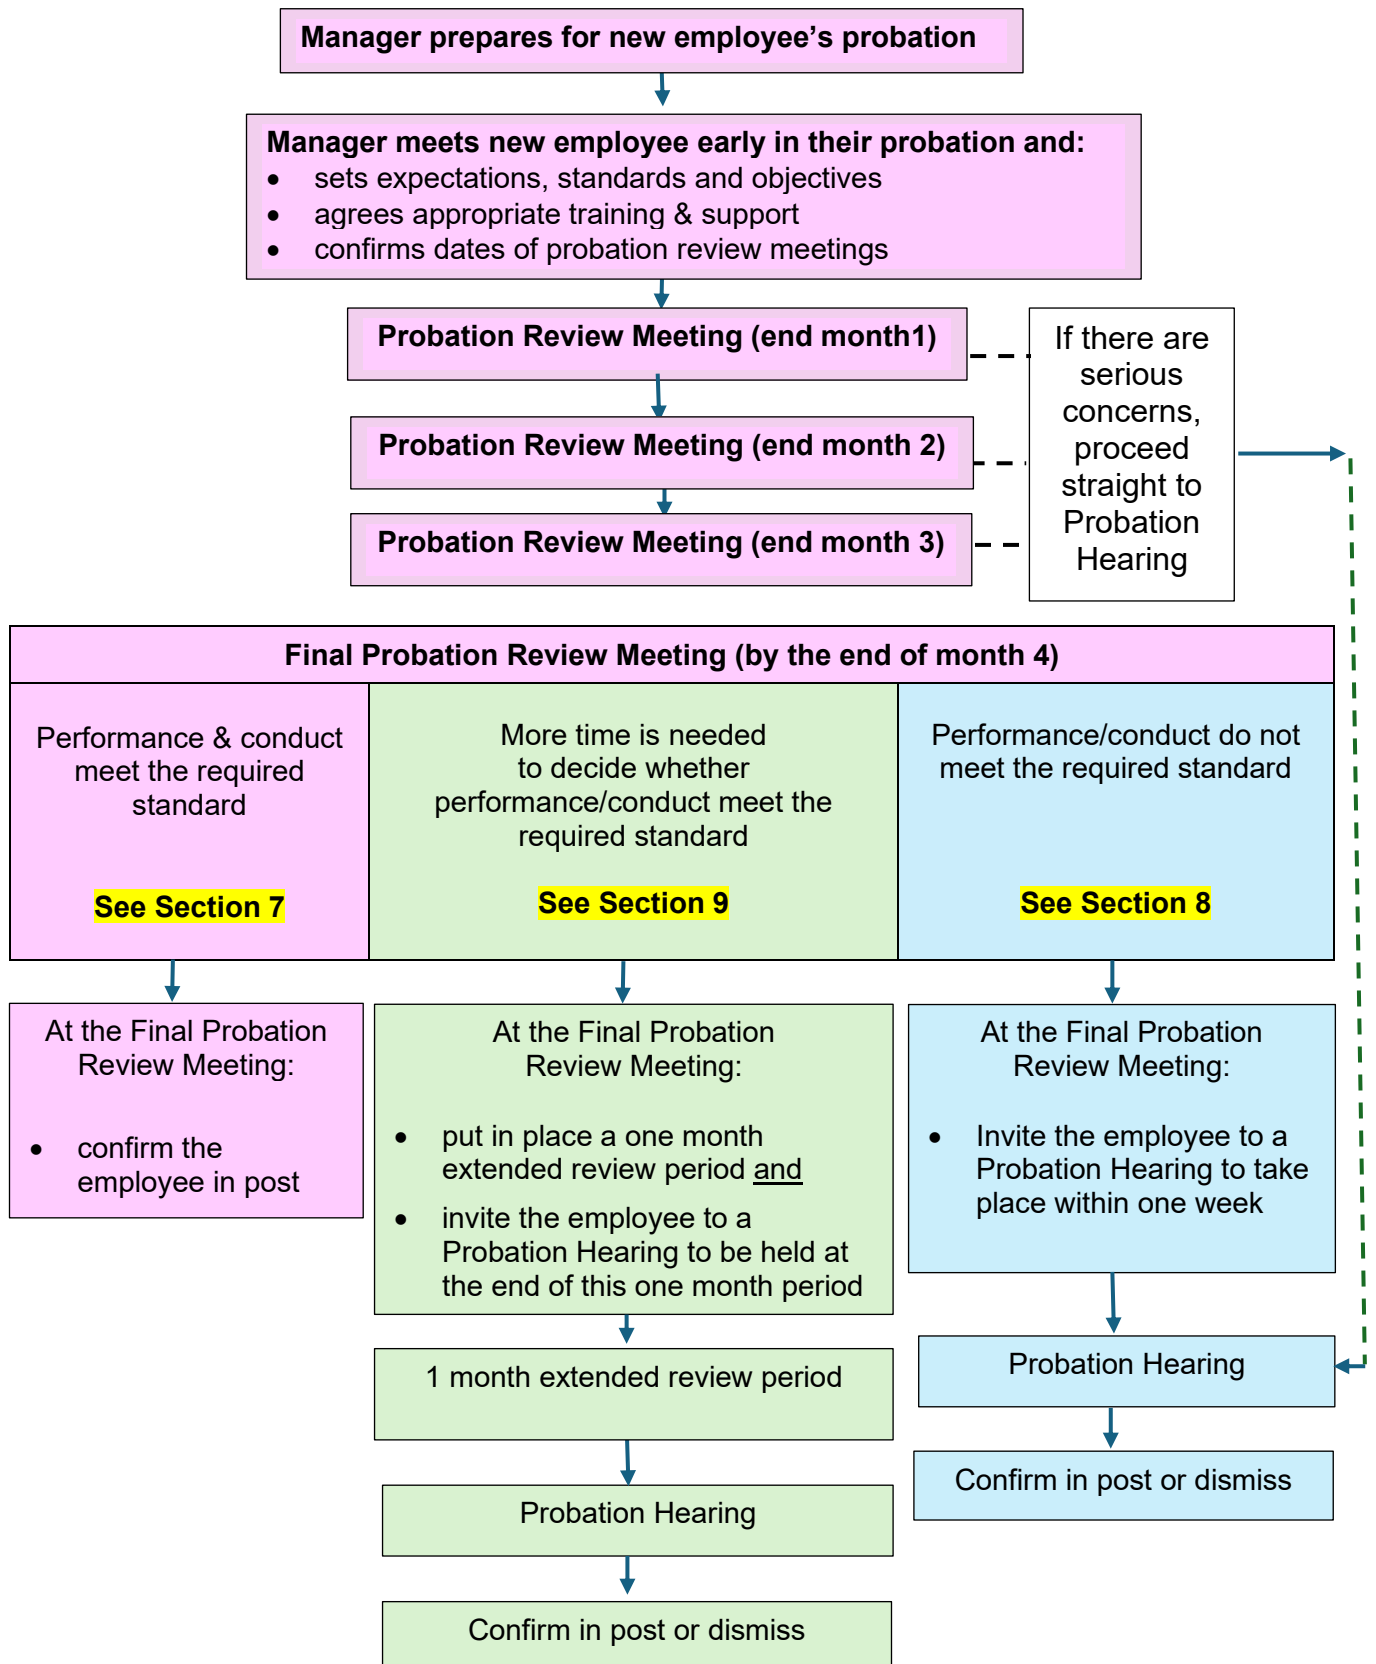 Manager prepares for new employee’s probation
Manager meets new employee early in their probation and:
• sets expectations, standards and objectives
• agrees appropriate training & support
• confirms dates of probation review meetings
Probation Review Meeting (end month1)
Probation Review Meeting (end month 2)
Probation Review Meeting (end month 3)
If there are
serious
concerns,
proceed
straight to
Probation
Hearing
Final Probation Review Meeting (by the end of month 4)
Performance & conduct
meet the required
standard
See Section 7
More time is needed
to decide whether
performance/conduct meet the
required standard
See Section 9
Performance/conduct do not
meet the required standard
See Section 8
At the Final Probation
Review Meeting:
• confirm the
employee in post
At the Final Probation
Review Meeting:
• put in place a one month
extended review period and
• invite the employee to a
Probation Hearing to be held at
the end of this one month period
At the Final Probation
Review Meeting:
• Invite the employee to a
Probation Hearing to take
place within one week
1 month extended review period
Probation Hearing
Confirm in post or dismiss
Probation Hearing
Confirm in post or dismiss